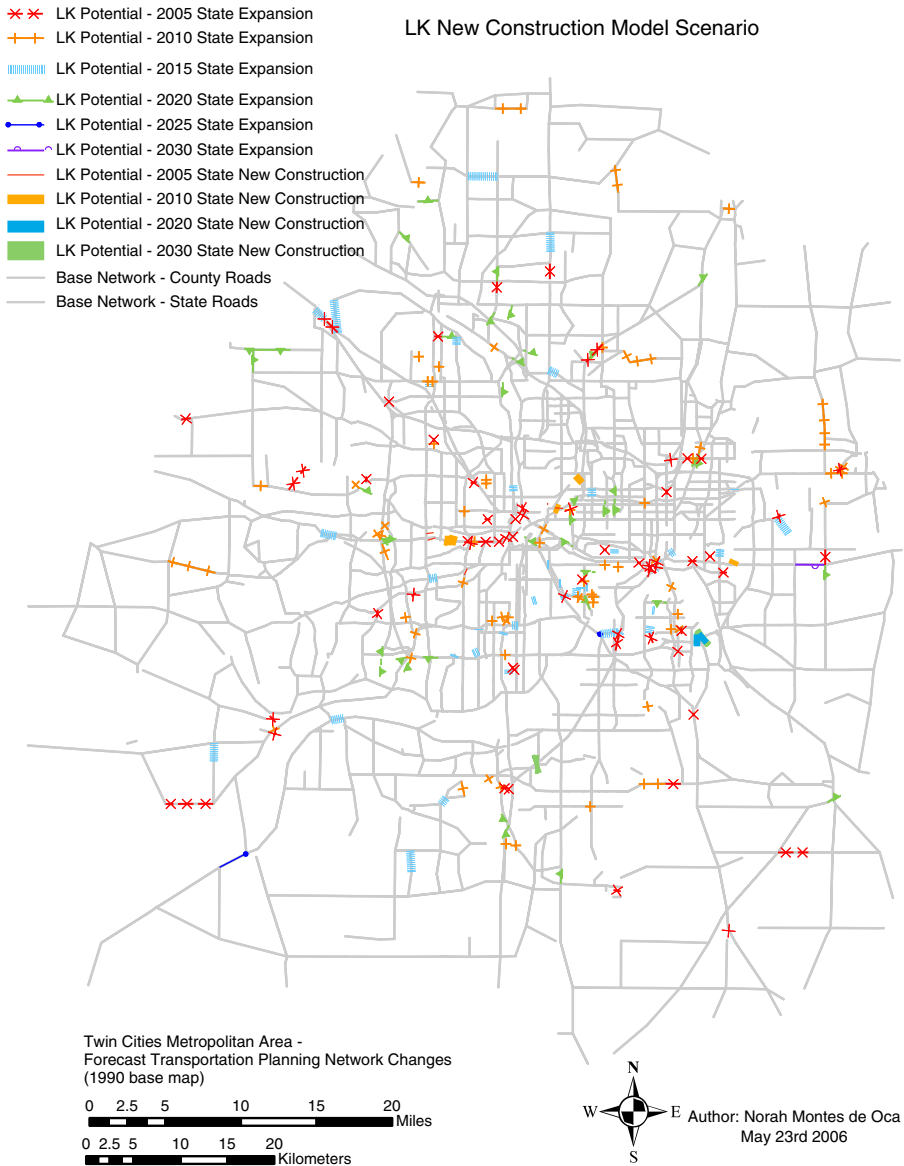 LK New Construction Model Scenario
LK Potential - 2005 State Expansion
LK Potential - 2010 State Expansion
LK Potential - 2015 State Expansion
LK Potential - 2020 State Expansion
LK Potential - 2025 State Expansion
LK Potential - 2030 State Expansion
LK Potential - 2005 State New Construction
LK Potential - 2010 State New Construction
LK Potential - 2020 State New Construction
LK Potential - 2030 State New Construction
Base Network - County Roads
Base Network - State Roads
Twin Cities Metropolitan Area -
Forecast Transportation Planning Network Changes
(1990 base map)
0 2.5 5 10 15 20
Miles
0 2.5 5 10 15 20
Kilometers
N
W E
S
Author: Norah Montes de Oca
May 23rd 2006